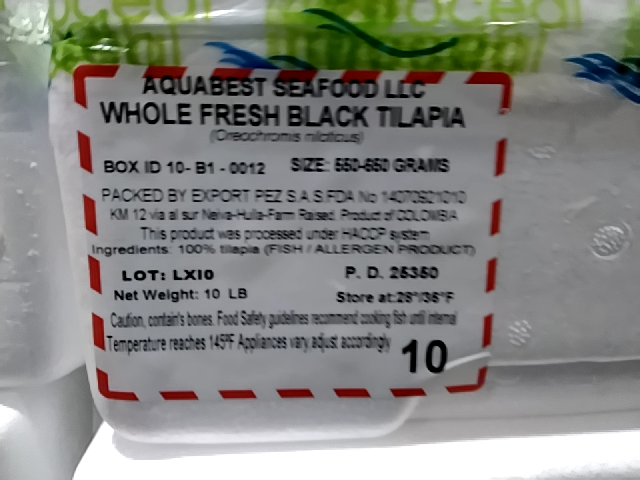 AQUABEST SEAFOOD LLC
WHOLE FRESH BLACK TILAPIA
(Oreochromis niloticus)
BOX ID 10- B1 - 0012 SIZE: 550-650 GRAMS
PACKED BY EXPORT PEZ S.A.S.FDA No 14070921010
KM 12 via al sur Neiva-Huila-Farm Raised. Product of COLOMBIA
This product was processed under HACCP system
Ingredients: 100% tilapia (FISH / ALLERGEN PRODUCT)
LOT: LXI0 P. D. 25350
Net Weight: 10 LB Store at:28°/36°F
Caution, contain's bones. Food Safety guidelines recommend cooking fish until internal
Temperature reaches 145ºF Appliances vary adjust accordingly
10